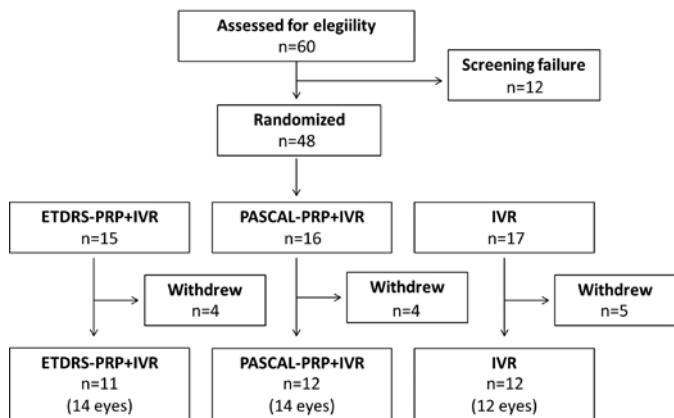 Assessed for elegiility
n=60
Screening failure
n=12
Randomized
n=48
ETDRS-PRP+IVR
n=15
PASCAL-PRP+IVR
n=16
IVR
n=17
Withdrew
n=4
Withdrew
n=4
Withdrew
n=5
ETDRS-PRP+IVR
n=11
(14 eyes)
PASCAL-PRP+IVR
n=12
(14 eyes)
IVR
n=12
(12 eyes)